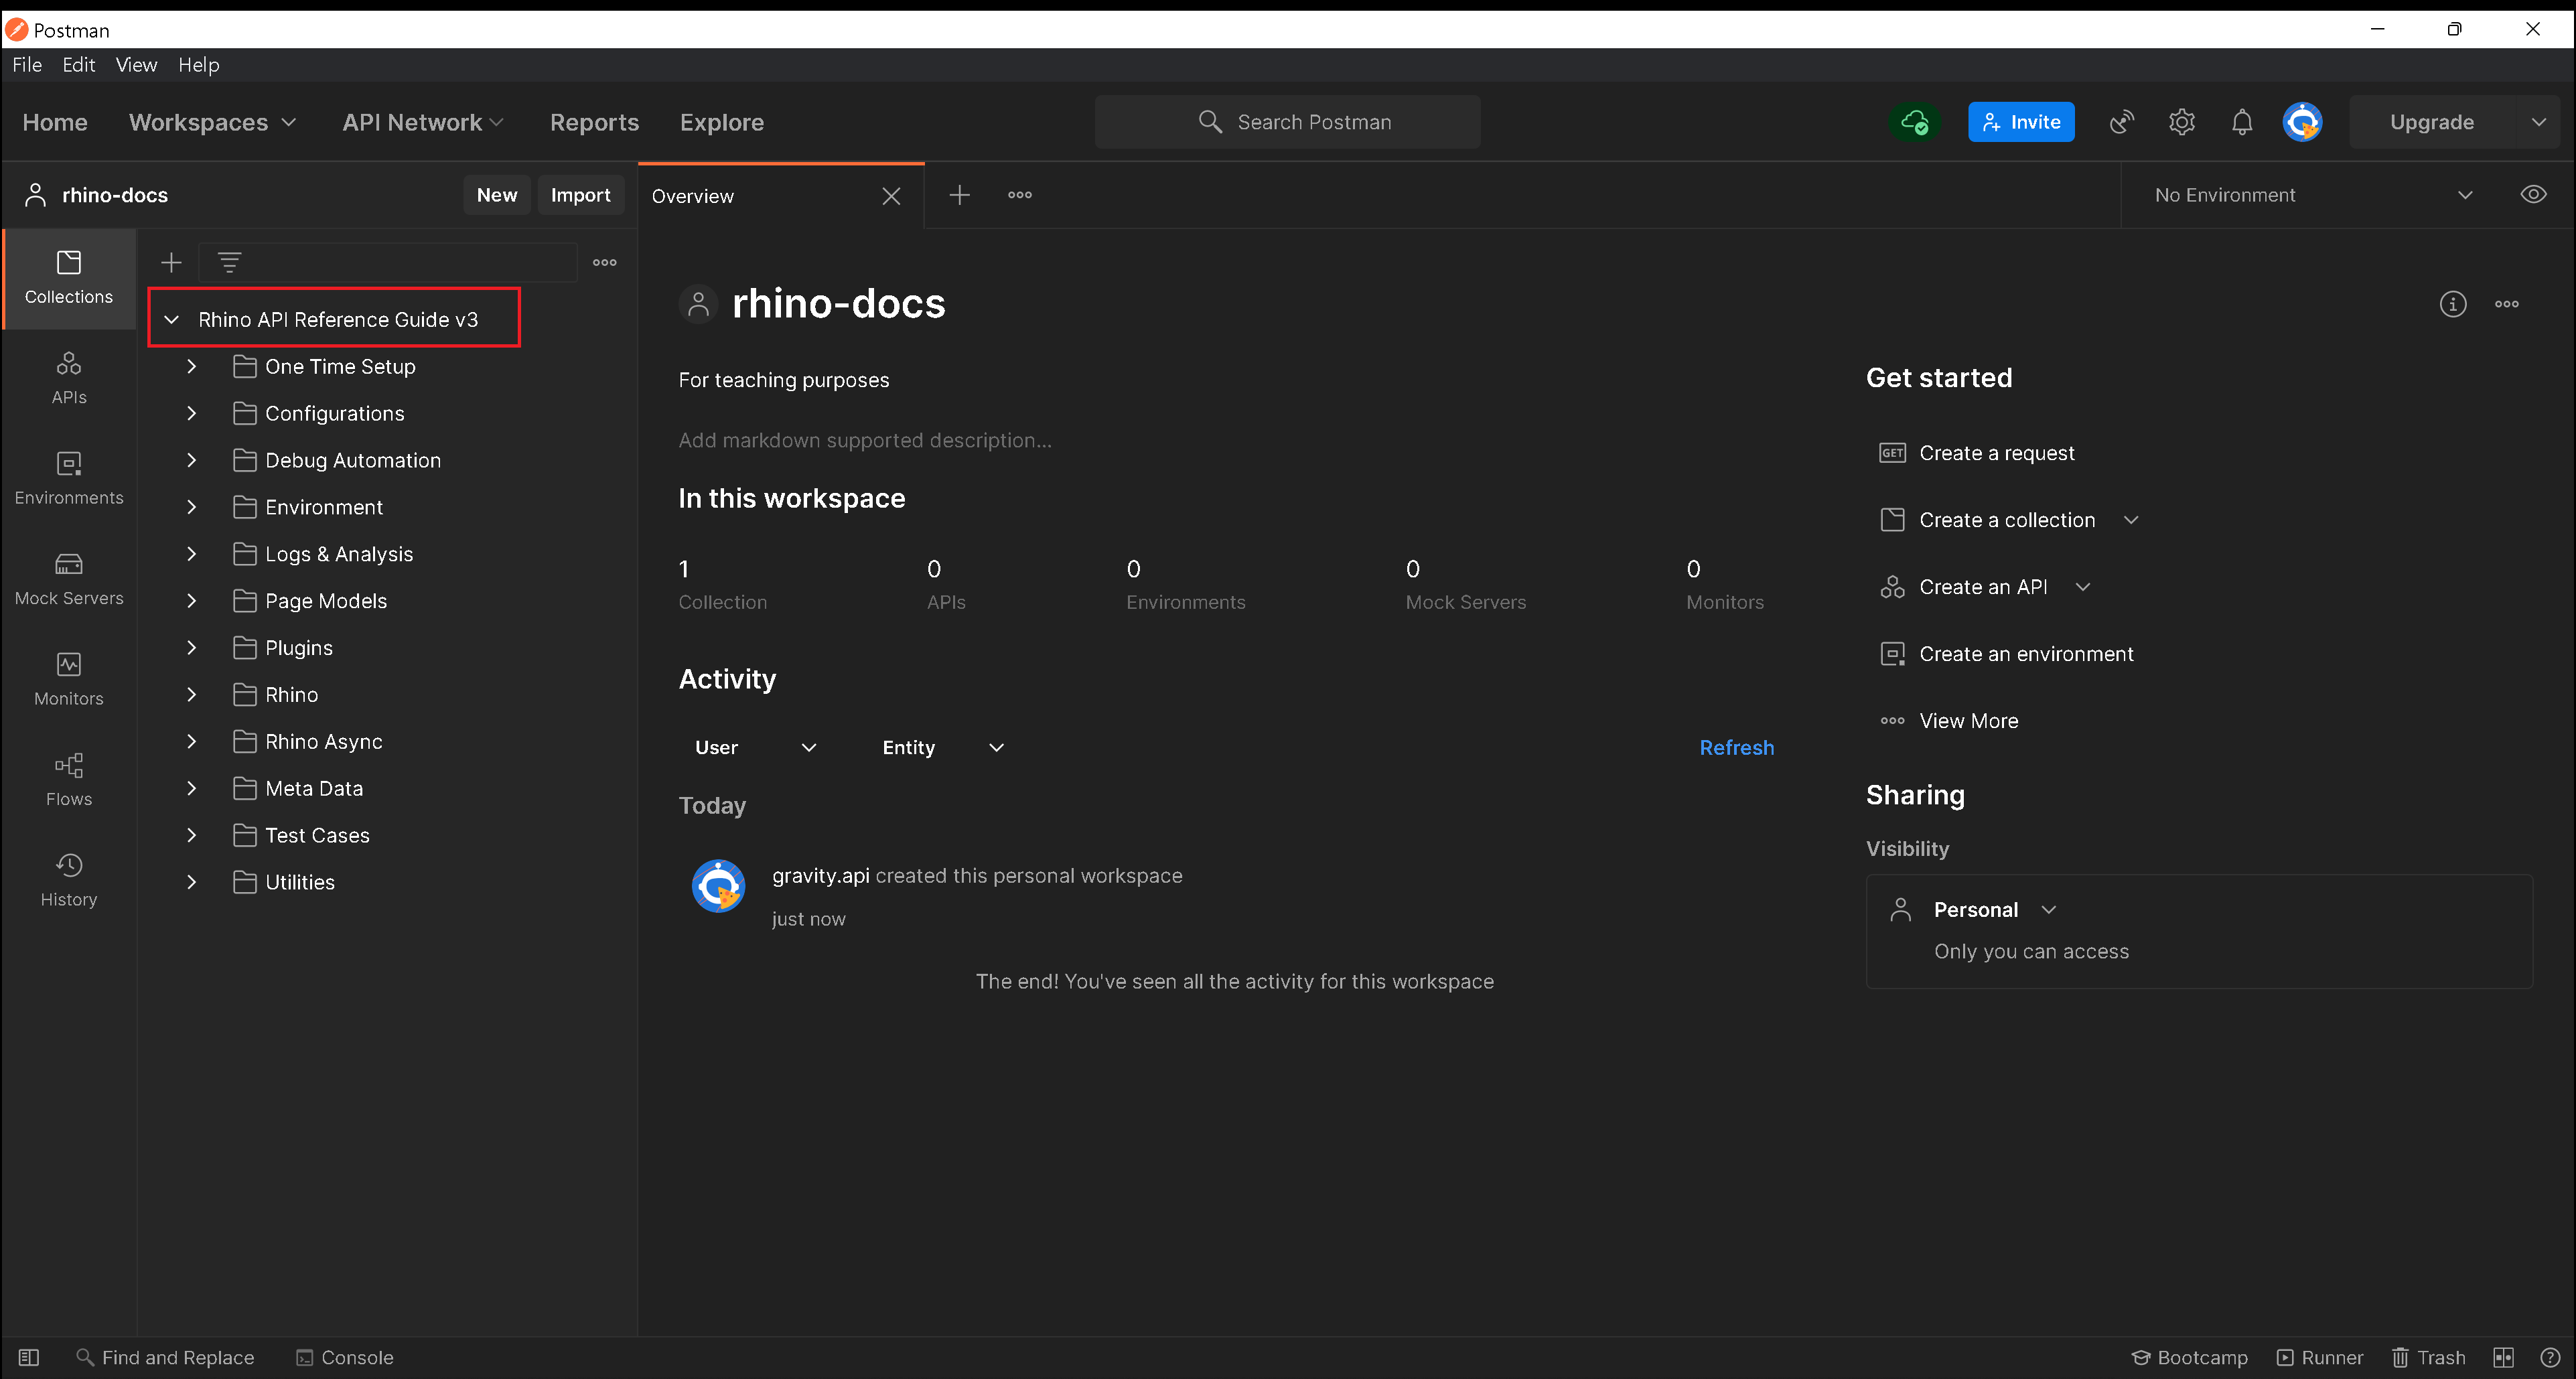 Postman
File Edit View Help
Home Workspaces API Network Reports Explore Search Postman Invite Upgrade
rhino-docs New Import Overview No Environment
Collections
APIs
Environments
Mock Servers
Monitors
Flows
History
Rhino API Reference Guide v3
One Time Setup
Configurations
Debug Automation
Environment
Logs & Analysis
Page Models
Plugins
Rhino
Rhino Async
Meta Data
Test Cases
Utilities
rhino-docs
For teaching purposes
Add markdown supported description...
In this workspace
1 0 0 0 0
Collection APIs Environments Mock Servers Monitors
Activity
User Entity Refresh
Today
gravity.api created this personal workspace
just now
The end! You've seen all the activity for this workspace
Get started
GET Create a request
Create a collection
Create an API
Create an environment
View More
Sharing
Visibility
Personal
Only you can access
Find and Replace Console Bootcamp Runner Trash